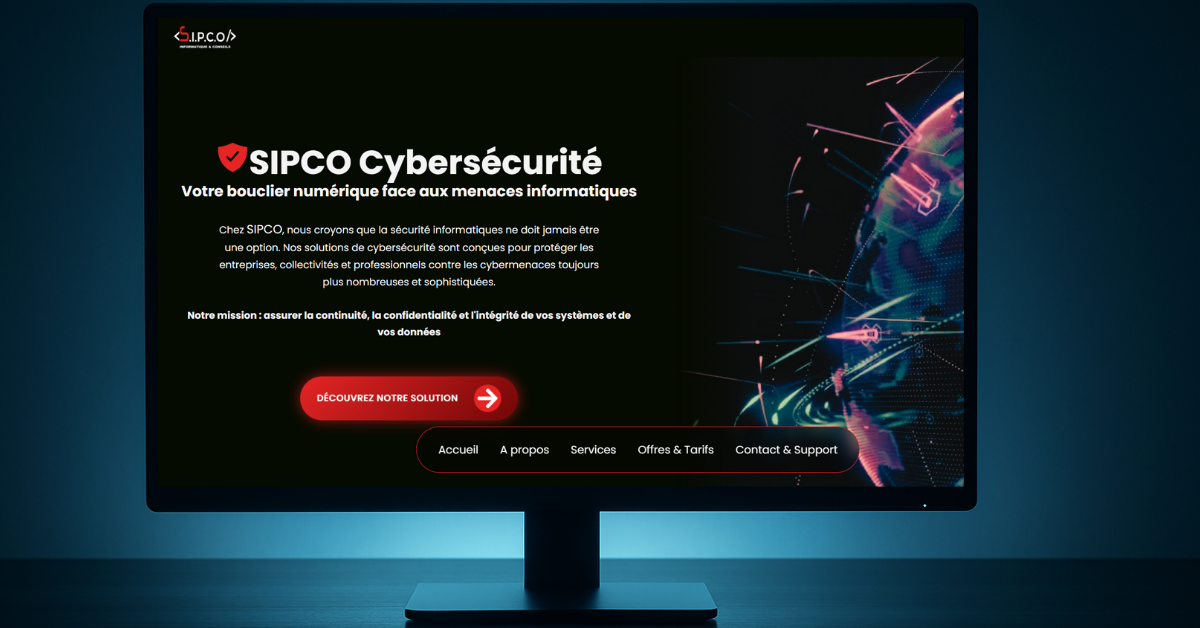 <S.I.P.C.O/>
INFORMATIQUE & CONSEILS
SIPCO Cybersécurité
Votre bouclier numérique face aux menaces informatiques
Chez SIPCO, nous croyons que la sécurité informatiques ne doit jamais être
une option. Nos solutions de cybersécurité sont conçues pour protéger les
entreprises, collectivités et professionnels contre les cybermenaces toujours
plus nombreuses et sophistiquées.
Notre mission : assurer la continuité, la confidentialité et l'intégrité de vos systèmes et de
vos données
DÉCOUVREZ NOTRE SOLUTION
Accueil A propos Services Offres & Tarifs Contact & Support